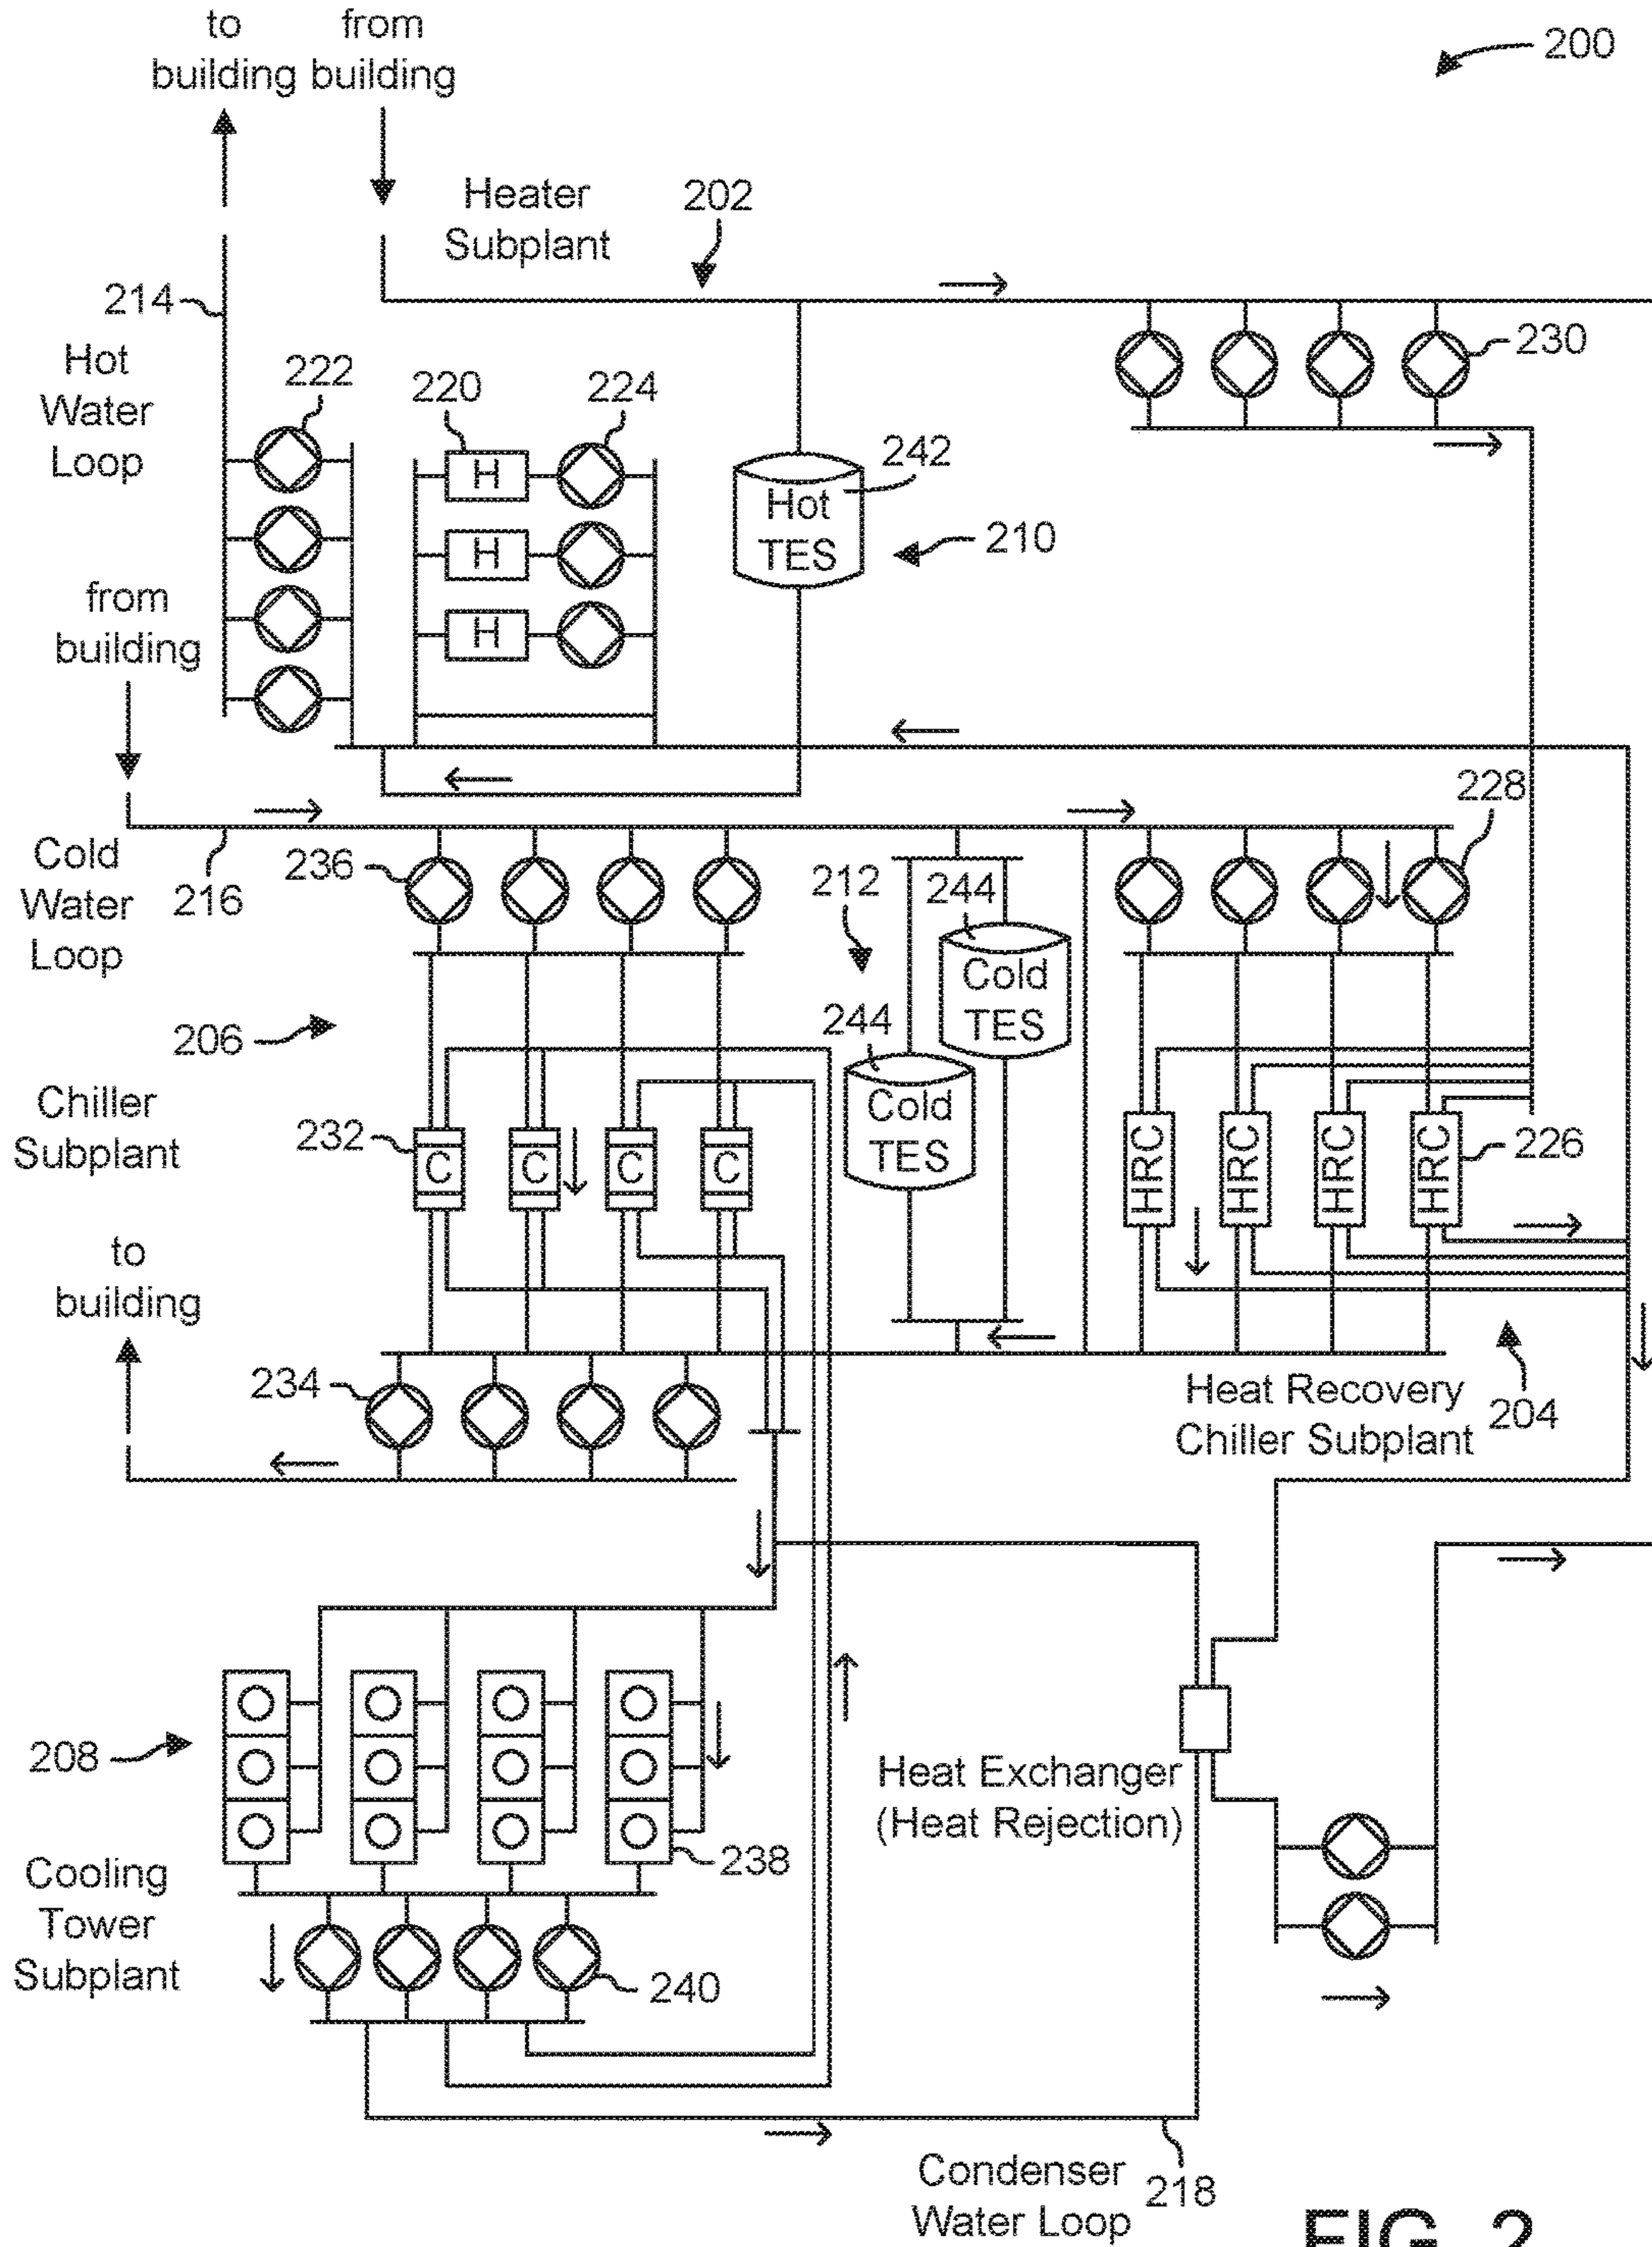 to
building
from
building
200
Heater
Subplant
202
214
Hot
Water
Loop
222
220
224
230
H
H
H
Hot
TES
242
210
from
building
228
Cold
Water
Loop
216
236
212
244
Cold
TES
244
Cold
TES
206
Chiller
Subplant
232
C
C
C
C
HRC
HRC
HRC
HRC
226
to
building
234
Heat Recovery
Chiller Subplant
204
208
Heat Exchanger
(Heat Rejection)
238
Cooling
Tower
Subplant
240
Condenser
Water Loop
218
FIG. 2